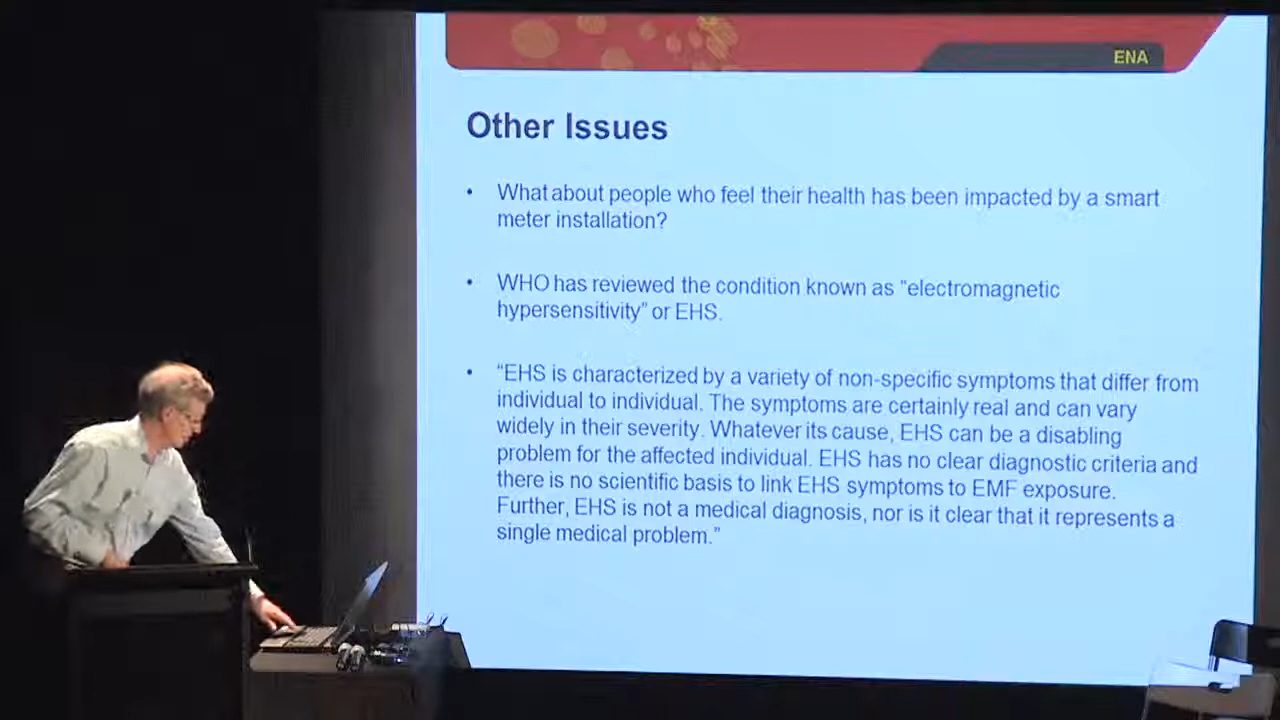 ENA
Other Issues
• What about people who feel their health has been impacted by a smart
meter installation?
• WHO has reviewed the condition known as “electromagnetic
hypersensitivity” or EHS.
• “EHS is characterized by a variety of non-specific symptoms that differ from
individual to individual. The symptoms are certainly real and can vary
widely in their severity. Whatever its cause, EHS can be a disabling
problem for the affected individual. EHS has no clear diagnostic criteria and
there is no scientific basis to link EHS symptoms to EMF exposure.
Further, EHS is not a medical diagnosis, nor is it clear that it represents a
single medical problem.”